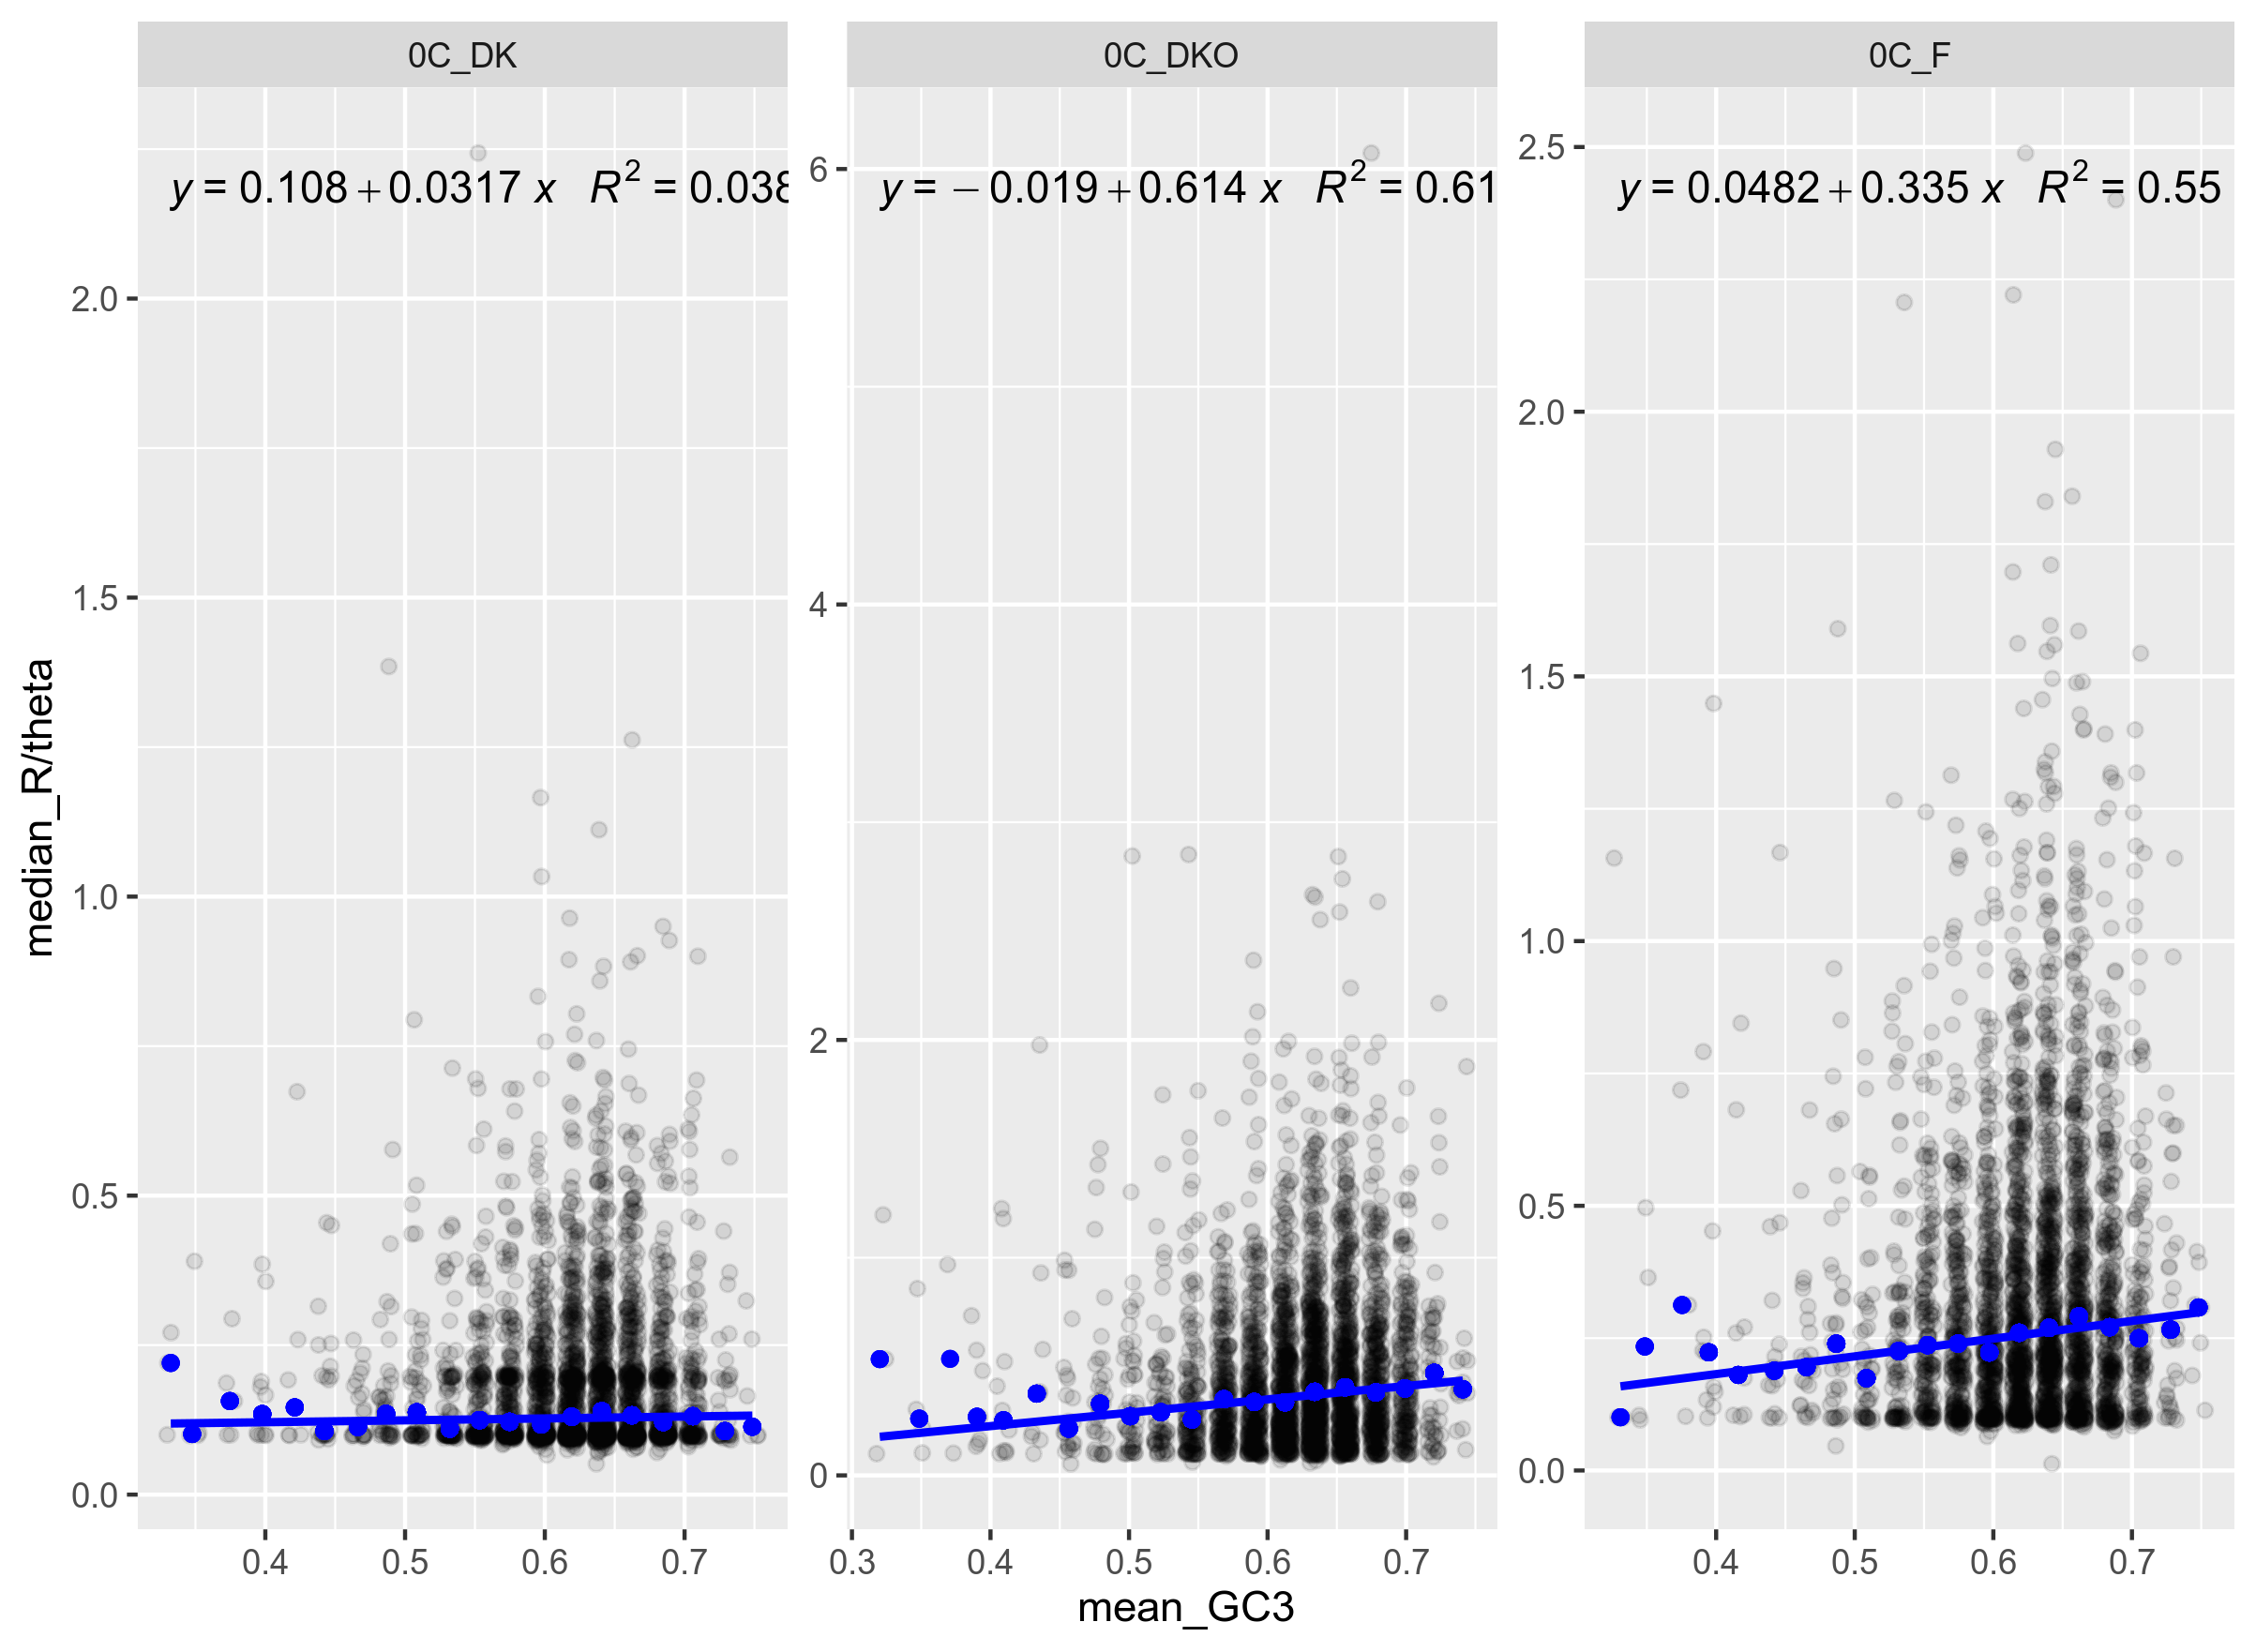 0C_DK 0C_DKO 0C_F
y = 0.108 + 0.0317 x R² = 0.038
y = − 0.019 + 0.614 x R² = 0.61
y = 0.0482 + 0.335 x R² = 0.55
median_R/theta
2.0
1.5
1.0
0.5
0.0
6
4
2
0
2.5
2.0
1.5
1.0
0.5
0.0
0.4 0.5 0.6 0.7
0.3 0.4 0.5 0.6 0.7
0.4 0.5 0.6 0.7
mean_GC3